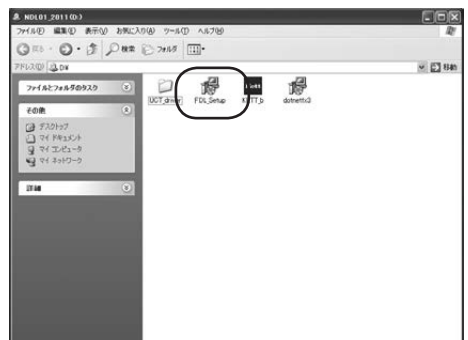 NDL01_2011 (D:)
ファイル(F) 編集(E) 表示(V) お気に入り(A) ツール(T) ヘルプ(H)
戻る 検索 フォルダ
アドレス(D) D:¥ 移動
ファイルとフォルダのタスク
UCT_driver FDL_Setup dotnetfx3
その他
デスクトップ
マイ ドキュメント
マイ コンピュータ
マイ ネットワーク
詳細